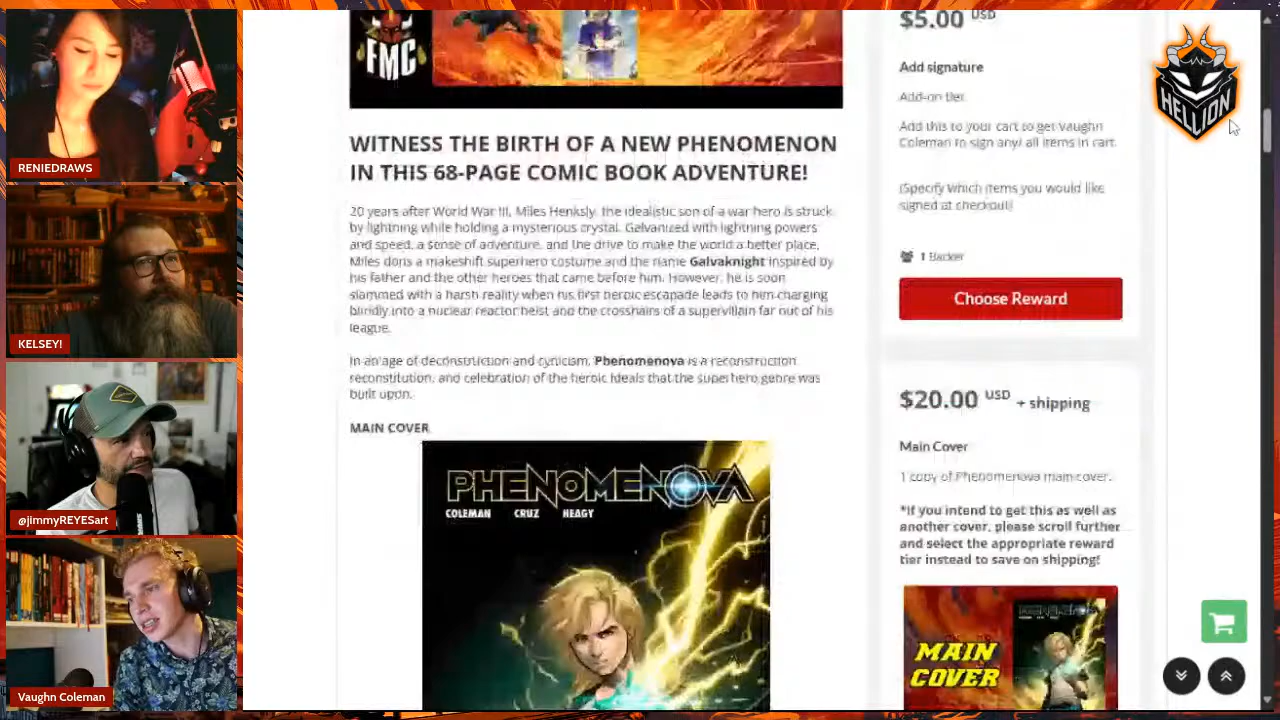 RENIEDRAWS
KELSEY!
@jimmyREYESart
Vaughn Coleman
FMC
WITNESS THE BIRTH OF A NEW PHENOMENON
IN THIS 68-PAGE COMIC BOOK ADVENTURE!
20 years after World War III, Miles Henksly, the idealistic son of a war hero is struck
by lightning while holding a mysterious crystal. Galvanized with lightning powers
and speed, a sense of adventure, and the drive to make the world a better place,
Miles dons a makeshift superhero costume and the name Galvaknight inspired by
his father and the other heroes that came before him. However, he is soon
slammed with a harsh reality when his first heroic escapade leads to him charging
blindly into a nuclear reactor heist and the crosshairs of a supervillain far out of his
league.
In an age of deconstruction and cynicism, Phenomenova is a reconstruction
reconstitution, and celebration of the heroic ideals that the super hero genre was
built upon.
MAIN COVER
PHENOMENOVA
COLEMAN CRUZ HEAGY
$5.00 USD
Add signature
Add-on tier
Add this to your cart to get Vaughn
Coleman to sign any/ all items in cart.
(Specify which items you would like
signed at checkout)
1 Backer
Choose Reward
$20.00 USD + shipping
Main Cover
1 copy of Phenomenova main cover.
*If you intend to get this as well as
another cover, please scroll further
and select the appropriate reward
tier instead to save on shipping!
PHENOMENOVA
MAIN
COVER
HELLION